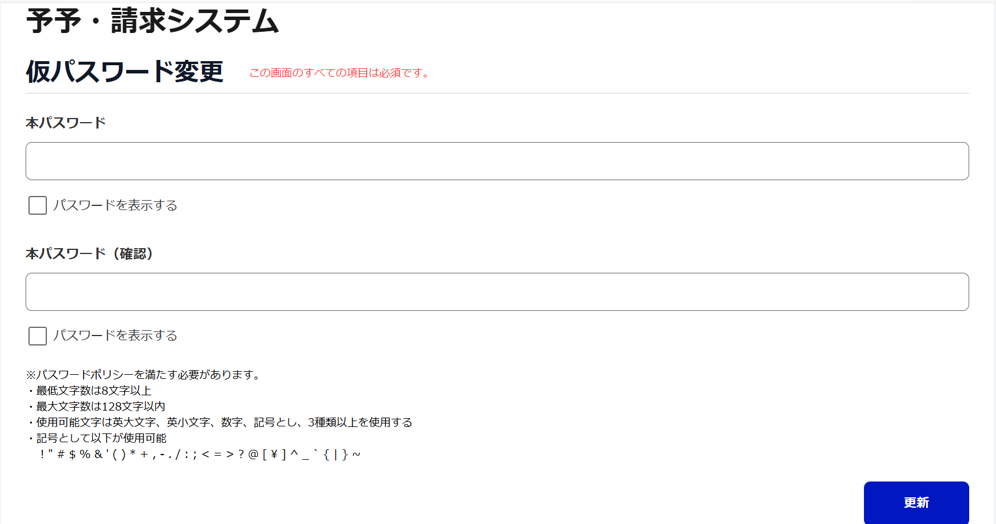 予予・請求システム
仮パスワード変更 この画面のすべての項目は必須です。
本パスワード
パスワードを表示する
本パスワード（確認）
パスワードを表示する
※パスワードポリシーを満たす必要があります。
・最低文字数は8文字以上
・最大文字数は128文字以内
・使用可能文字は英大文字、英小文字、数字、記号とし、3種類以上を使用する
・記号として以下が使用可能
! " # $ % & ' ( ) * + , - . / : ; < = > ? @ [ ¥ ] ^ _ ` { | } ~
更新